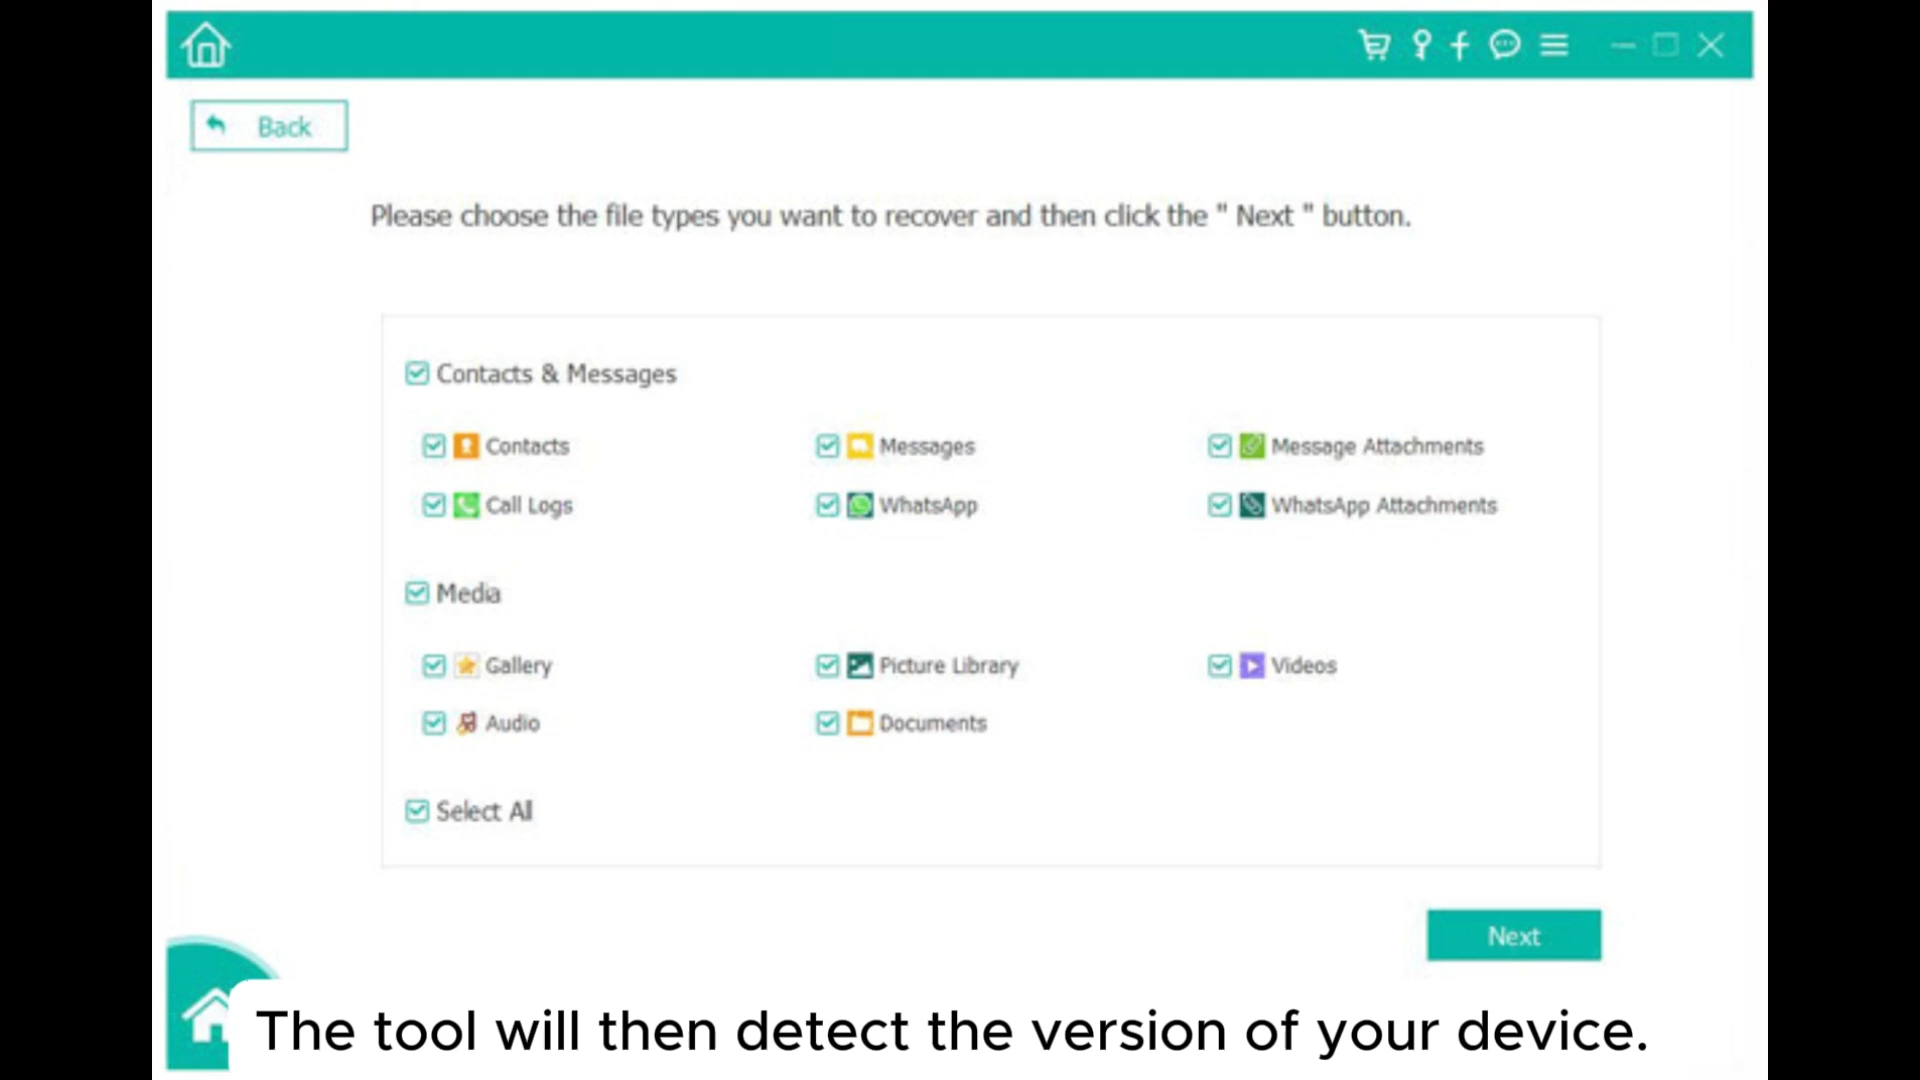 Back
Please choose the file types you want to recover and then click the " Next " button.
Contacts & Messages
Contacts Messages Message Attachments
Call Logs WhatsApp WhatsApp Attachments
Media
Gallery Picture Library Videos
Audio Documents
Select All
Next
The tool will then detect the version of your device.